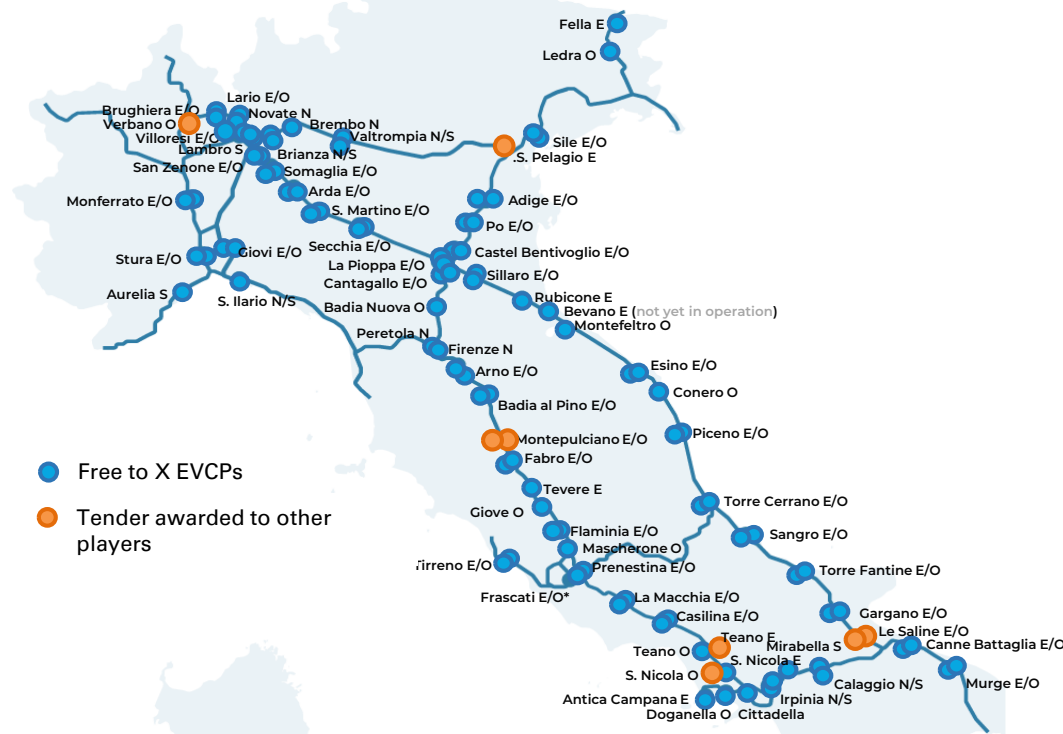 Fella E
Ledra O
Lario E/O
Brughiera E/O
Novate N
Verbano O
Brembo N
Villoresi E/O
Valtrompia N/S
Sile E/O
Lambro S
Brianza N/S
.S. Pelagio E
San Zenone E/O
Somaglia E/O
Arda E/O
Monferrato E/O
Adige E/O
S. Martino E/O
Po E/O
Secchia E/O
Giovi E/O
Castel Bentivoglio E/O
Stura E/O
La Pioppa E/O
Cantagallo E/O
Sillaro E/O
Aurelia S
S. Ilario N/S
Rubicone E
Badia Nuova O
Bevano E (not yet in operation)
Montefeltro O
Peretola N
Firenze N
Esino E/O
Arno E/O
Conero O
Badia al Pino E/O
Piceno E/O
Montepulciano E/O
Fabro E/O
Free to X EVCPs
Tevere E
Torre Cerrano E/O
Giove O
Tender awarded to other
players
Flaminia E/O
Sangro E/O
Mascherone O
Tirreno E/O
Prenestina E/O
Torre Fantine E/O
Frascati E/O*
La Macchia E/O
Casilina E/O
Gargano E/O
Le Saline E/O
Teano E
Mirabella S
Canne Battaglia E/O
Teano O
S. Nicola E
S. Nicola O
Calaggio N/S
Murge E/O
Antica Campana E
Irpinia N/S
Doganella O
Cittadella